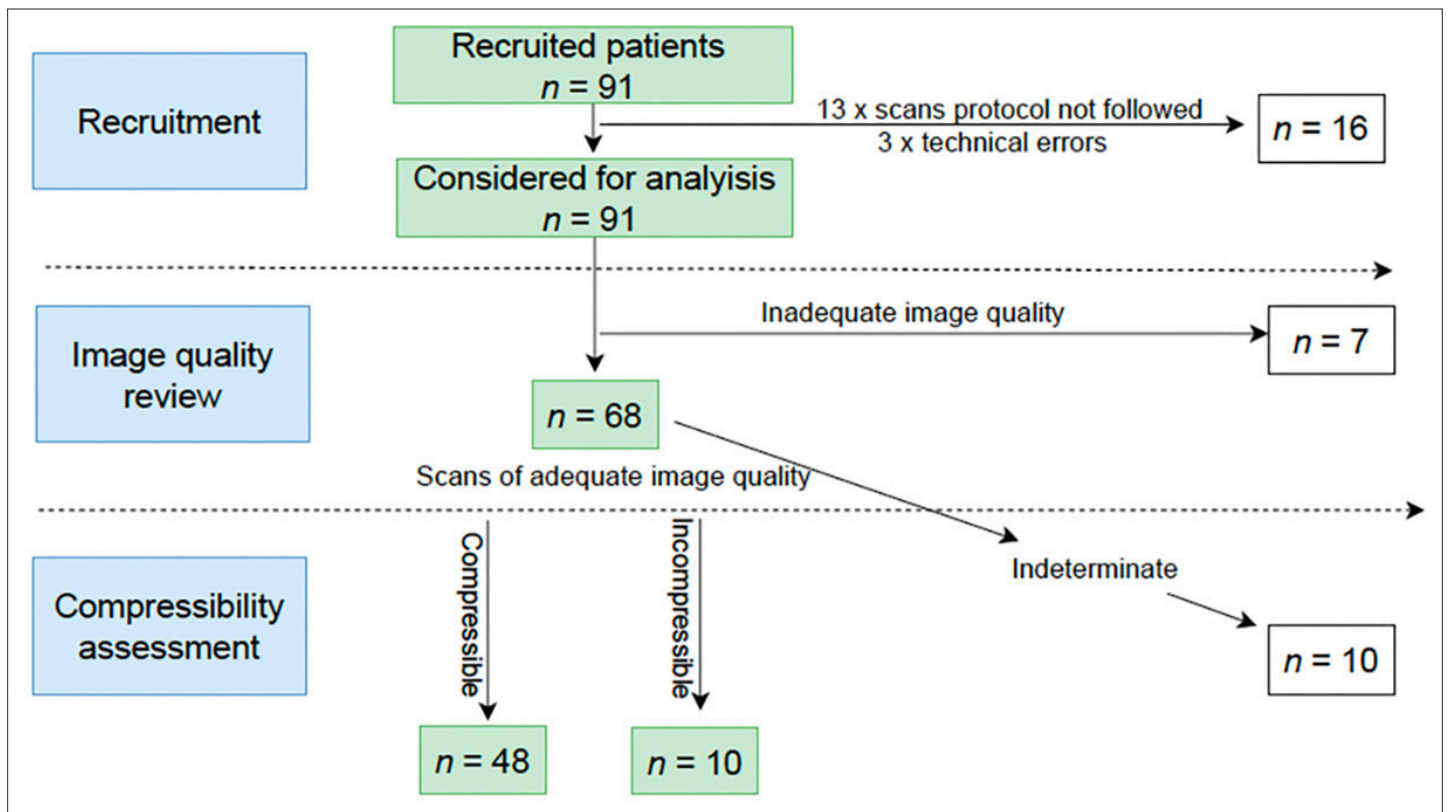 Recruitment
Recruited patients
n = 91
13 x scans protocol not followed
3 x technical errors
n = 16
Considered for analyisis
n = 91
Image quality
review
Inadequate image quality
n = 7
n = 68
Scans of adequate image quality
Compressibility
assessment
Compressible
Incompressible
Indeterminate
n = 10
n = 48
n = 10